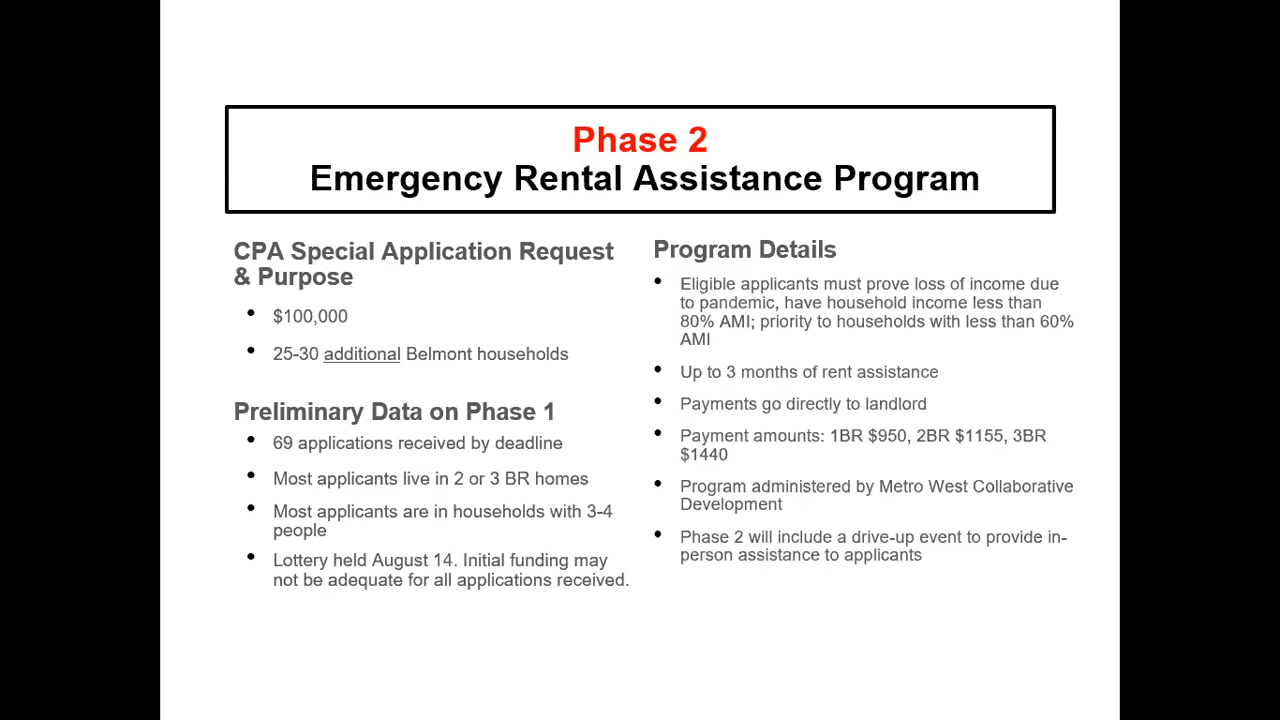 Phase 2
Emergency Rental Assistance Program
CPA Special Application Request
& Purpose
• $100,000
• 25-30 additional Belmont households
Preliminary Data on Phase 1
• 69 applications received by deadline
• Most applicants live in 2 or 3 BR homes
• Most applicants are in households with 3-4
people
• Lottery held August 14. Initial funding may
not be adequate for all applications received.
Program Details
• Eligible applicants must prove loss of income due
to pandemic, have household income less than
80% AMI; priority to households with less than 60%
AMI
• Up to 3 months of rent assistance
• Payments go directly to landlord
• Payment amounts: 1BR $950, 2BR $1155, 3BR
$1440
• Program administered by Metro West Collaborative
Development
• Phase 2 will include a drive-up event to provide in-
person assistance to applicants